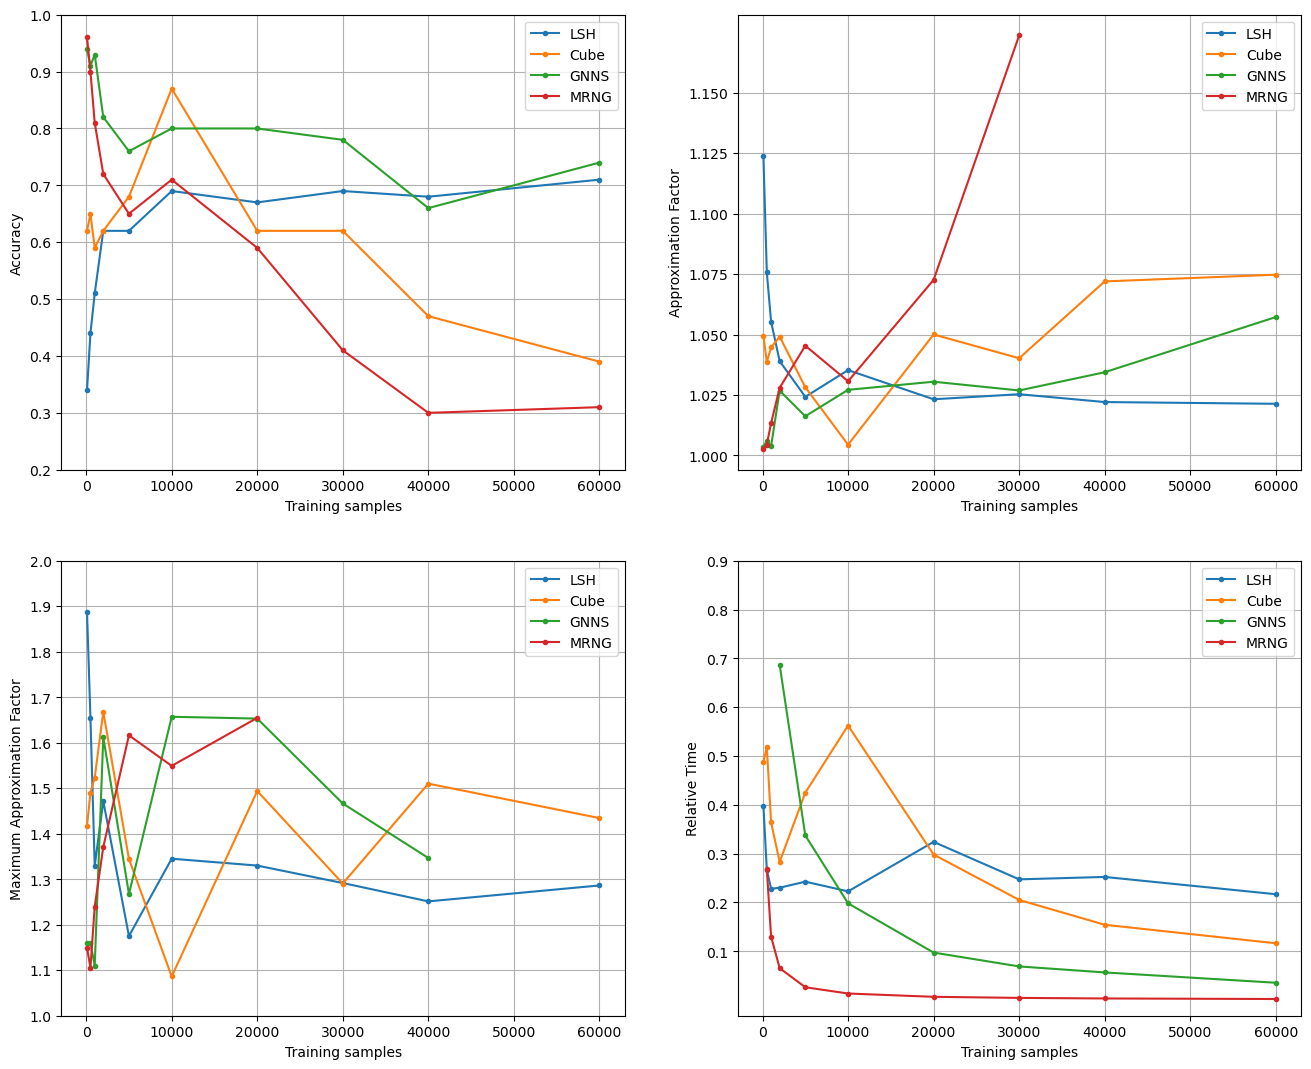 1.0
0.9
0.8
0.7
0.6
0.5
0.4
0.3
0.2
Accuracy
0 10000 20000 30000 40000 50000 60000
Training samples
LSH
Cube
GNNS
MRNG
1.150
1.125
1.100
1.075
1.050
1.025
1.000
Approximation Factor
0 10000 20000 30000 40000 50000 60000
Training samples
LSH
Cube
GNNS
MRNG
2.0
1.9
1.8
1.7
1.6
1.5
1.4
1.3
1.2
1.1
1.0
Maximum Approximation Factor
0 10000 20000 30000 40000 50000 60000
Training samples
LSH
Cube
GNNS
MRNG
0.9
0.8
0.7
0.6
0.5
0.4
0.3
0.2
0.1
Relative Time
0 10000 20000 30000 40000 50000 60000
Training samples
LSH
Cube
GNNS
MRNG